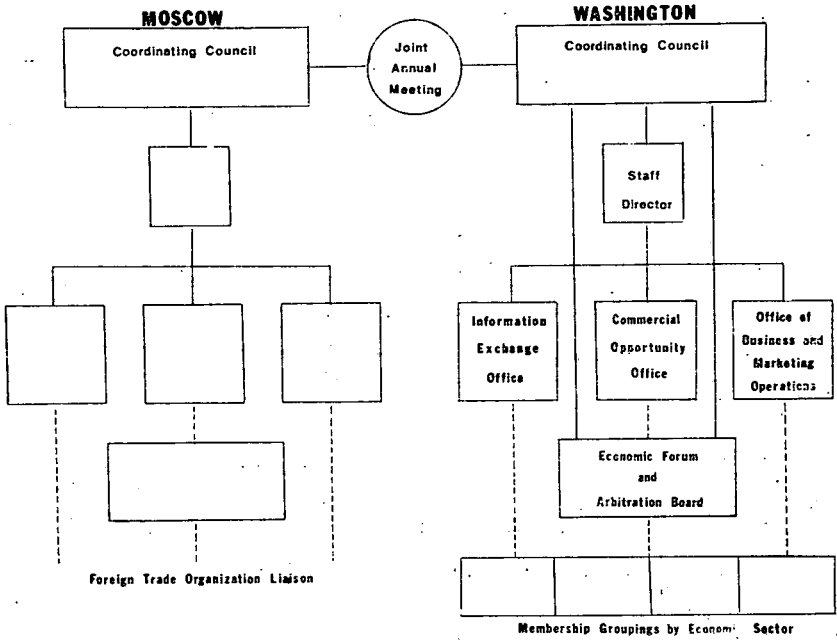 MOSCOW
Coordinating Council
Joint
Annual
Meeting
WASHINGTON
Coordinating Council
Staff
Director
Information
Exchange
Office
Commercial
Opportunity
Office
Office of
Business and
Marketing
Operations
Economic Forum
and
Arbitration Board
Foreign Trade Organization Liaison
Membership Groupings by Economic Sector